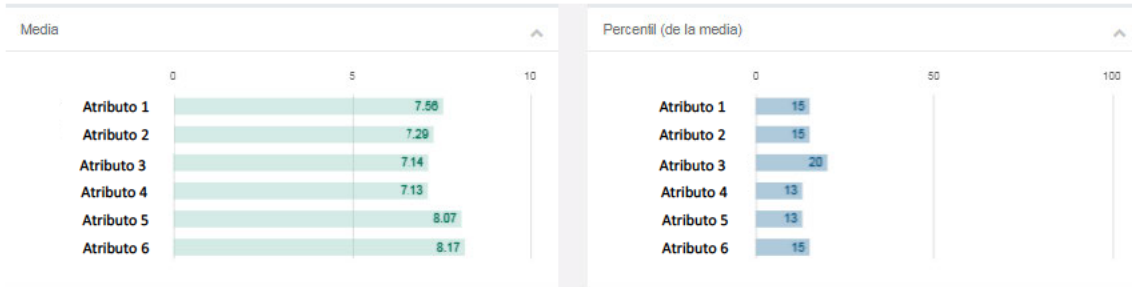 Media
0 5 10
Atributo 1 7.56
Atributo 2 7.29
Atributo 3 7.14
Atributo 4 7.13
Atributo 5 8.07
Atributo 6 8.17
Percentil (de la media)
0 50 100
Atributo 1 15
Atributo 2 15
Atributo 3 20
Atributo 4 13
Atributo 5 13
Atributo 6 15